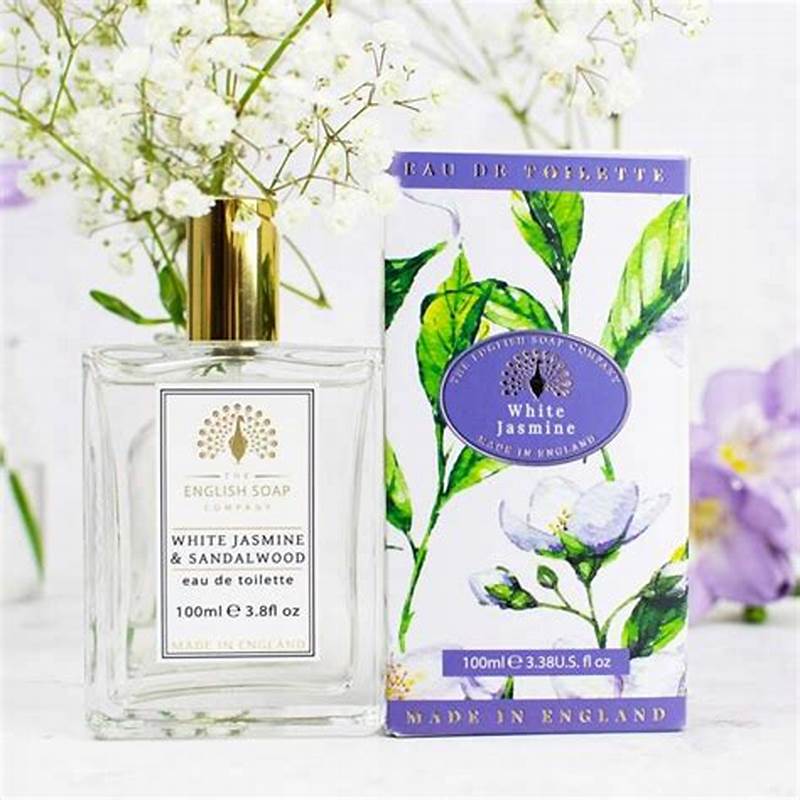 THE
ENGLISH SOAP
COMPANY
WHITE JASMINE
& SANDALWOOD
eau de toilette
100ml ℮ 3.8fl oz
MADE IN ENGLAND
EAU DE TOILETTE
THE ENGLISH SOAP COMPANY
White
Jasmine
MADE IN ENGLAND
100ml ℮ 3.38U.S. fl oz
MADE IN ENGLAND